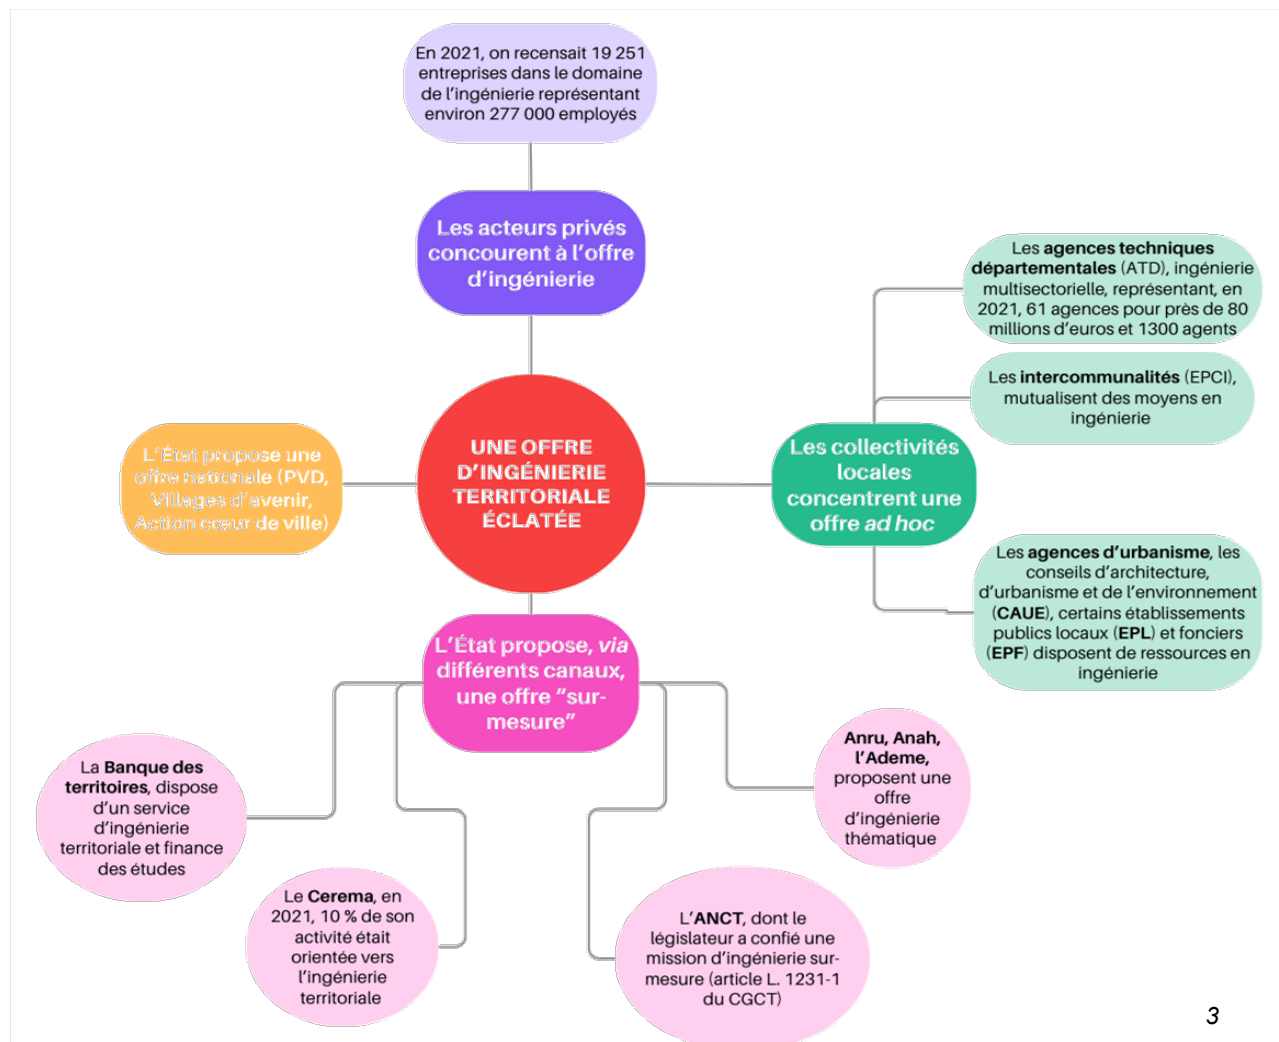 En 2021, on recensait 19 251
entreprises dans le domaine
de l'ingénierie représentant
environ 277 000 employés
Les acteurs privés
concourent à l'offre
d'ingénierie
Les agences techniques
départementales (ATD), ingénierie
multisectorielle, représentant, en
2021, 61 agences pour près de 80
millions d'euros et 1300 agents
Les intercommunalités (EPCI),
mutualisent des moyens en
ingénierie
L'État propose une
offre nationale (PVD,
Villages d'avenir,
Action cœur de ville)
UNE OFFRE
D'INGÉNIERIE
TERRITORIALE
ÉCLATÉE
Les collectivités
locales
concentrent une
offre ad hoc
Les agences d'urbanisme, les
conseils d'architecture,
d'urbanisme et de l'environnement
(CAUE), certains établissements
publics locaux (EPL) et fonciers
(EPF) disposent de ressources en
ingénierie
L'État propose, via
différents canaux,
une offre “sur-
mesure”
La Banque des
territoires, dispose
d'un service
d'ingénierie
territoriale et finance
des études
Le Cerema, en
2021, 10 % de son
activité était
orientée vers
l'ingénierie
territoriale
L'ANCT, dont le
législateur a confié une
mission d'ingénierie sur-
mesure (article L. 1231-1
du CGCT)
Anru, Anah,
l'Ademe,
proposent une
offre
d'ingénierie
thématique
3